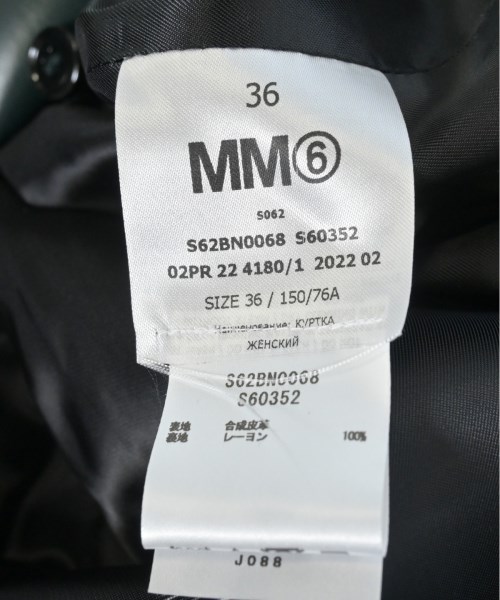 36
MM⑥
S062
S62BN0068 S60352
02PR 22 4180/1 2022 02
SIZE 36 / 150/76A
Наименование: КУРТКА
ЖЕНСКИЙ
S62BN0068
S60352
表地 合成皮革
裏地 レーヨン 100%
J088